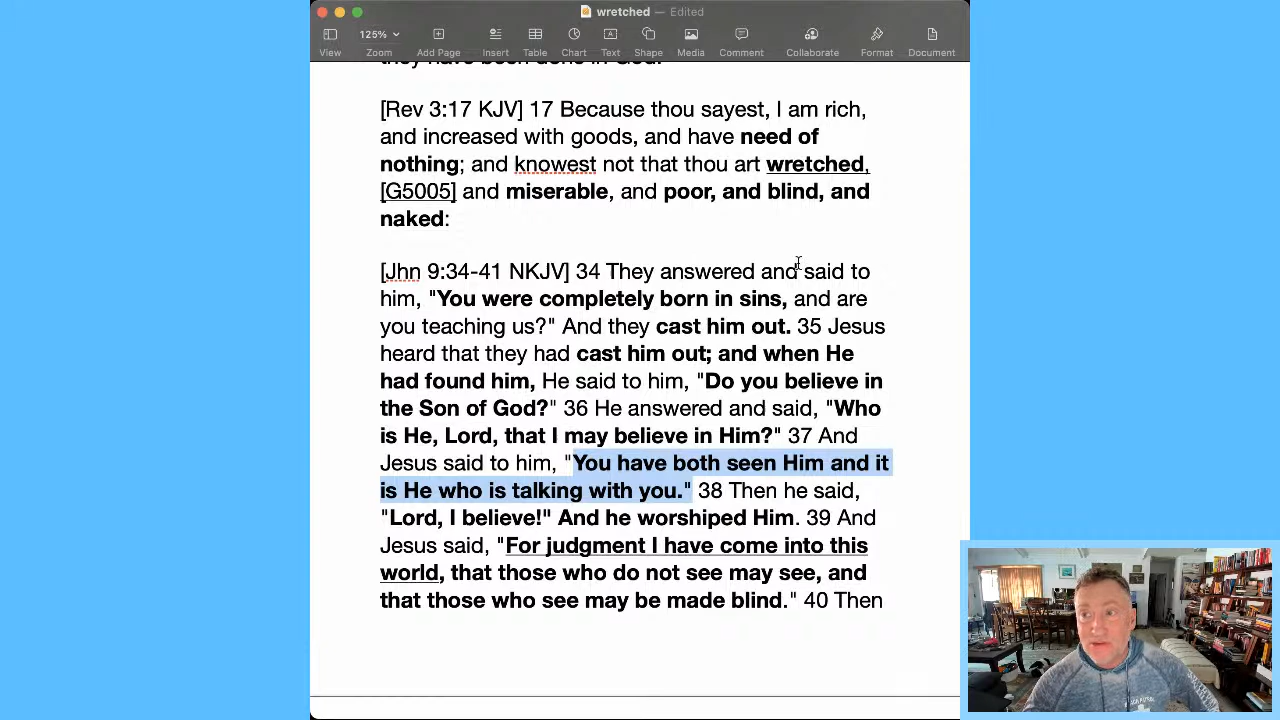 wretched — Edited
125%
View Zoom Add Page Insert Table Chart Text Shape Media Comment Collaborate Format Document
they have been done in God.
[Rev 3:17 KJV] 17 Because thou sayest, I am rich,
and increased with goods, and have need of
nothing; and knowest not that thou art wretched,
[G5005] and miserable, and poor, and blind, and
naked:
[Jhn 9:34-41 NKJV] 34 They answered and said to
him, "You were completely born in sins, and are
you teaching us?" And they cast him out. 35 Jesus
heard that they had cast him out; and when He
had found him, He said to him, "Do you believe in
the Son of God?" 36 He answered and said, "Who
is He, Lord, that I may believe in Him?" 37 And
Jesus said to him, "You have both seen Him and it
is He who is talking with you." 38 Then he said,
"Lord, I believe!" And he worshiped Him. 39 And
Jesus said, "For judgment I have come into this
world, that those who do not see may see, and
that those who see may be made blind." 40 Then